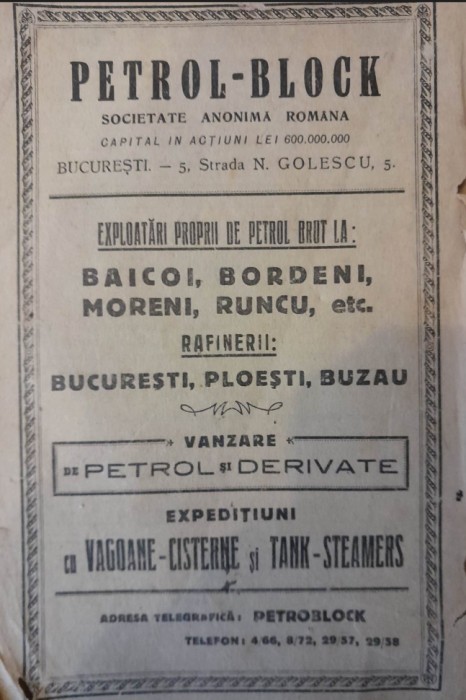 PETROL-BLOCK
SOCIETATE ANONIMA ROMANA
CAPITAL IN ACȚIUNI LEI 600.000.000
BUCUREȘTI. — 5, Strada N. GOLESCU, 5.
EXPLOATĂRI PROPRII DE PETROL BRUT LA:
BAICOI, BORDENI,
MORENI, RUNCU, etc.
RAFINERII:
BUCUREȘTI, PLOEȘTI, BUZAU
VANZARE
DE PETROL ȘI DERIVATE
EXPEDIȚIUNI
cu VAGOANE-CISTERNE și TANK-STEAMERS
ADRESA TELEGRAFICĂ: PETROBLOCK
TELEFON: 4/66, 8/72, 29/57, 29/58